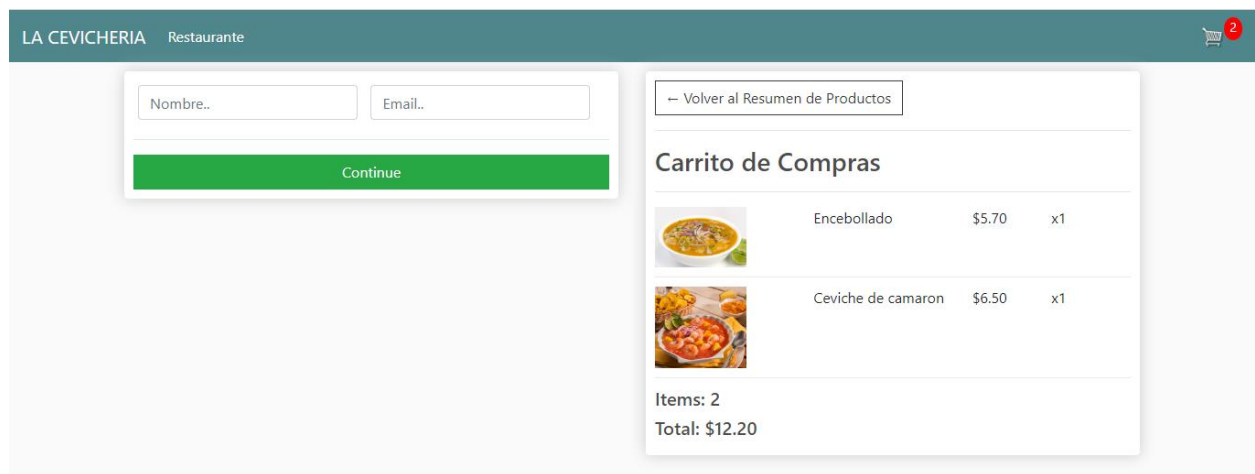 LA CEVICHERIA Restaurante 2
Nombre.. Email..
Continue
← Volver al Resumen de Productos
Carrito de Compras
Encebollado $5.70 x1
Ceviche de camaron $6.50 x1
Items: 2
Total: $12.20